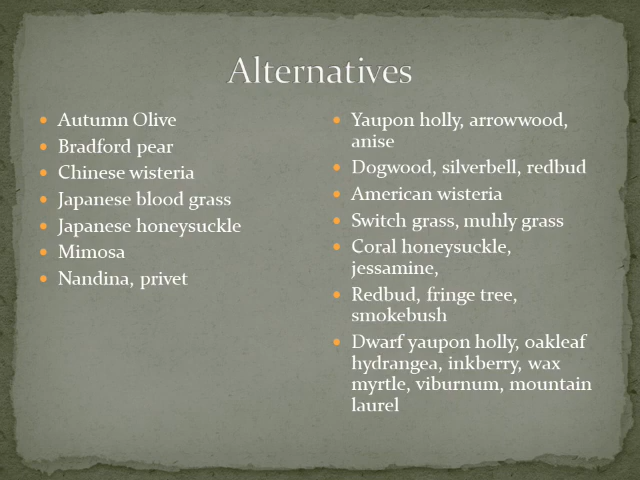 Alternatives
Autumn Olive
Bradford pear
Chinese wisteria
Japanese blood grass
Japanese honeysuckle
Mimosa
Nandina, privet
Yaupon holly, arrowwood,
anise
Dogwood, silverbell, redbud
American wisteria
Switch grass, muhly grass
Coral honeysuckle,
jessamine,
Redbud, fringe tree,
smokebush
Dwarf yaupon holly, oakleaf
hydrangea, inkberry, wax
myrtle, viburnum, mountain
laurel